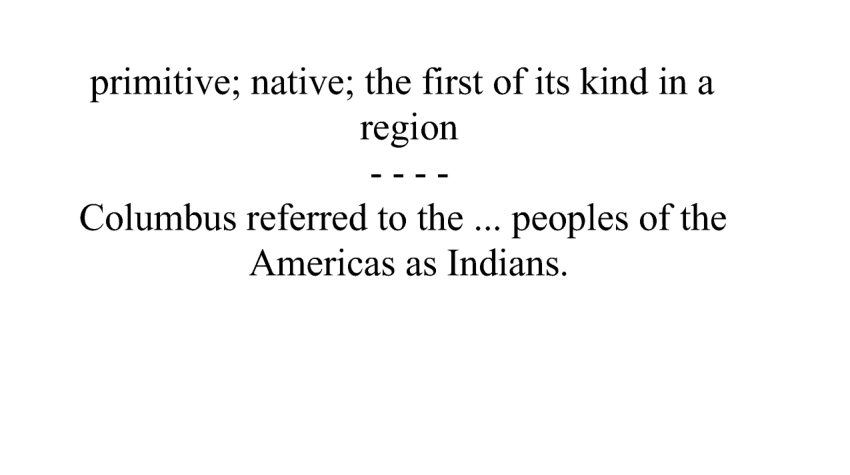 primitive; native; the first of its kind in a
region
- - - -
Columbus referred to the ... peoples of the
Americas as Indians.